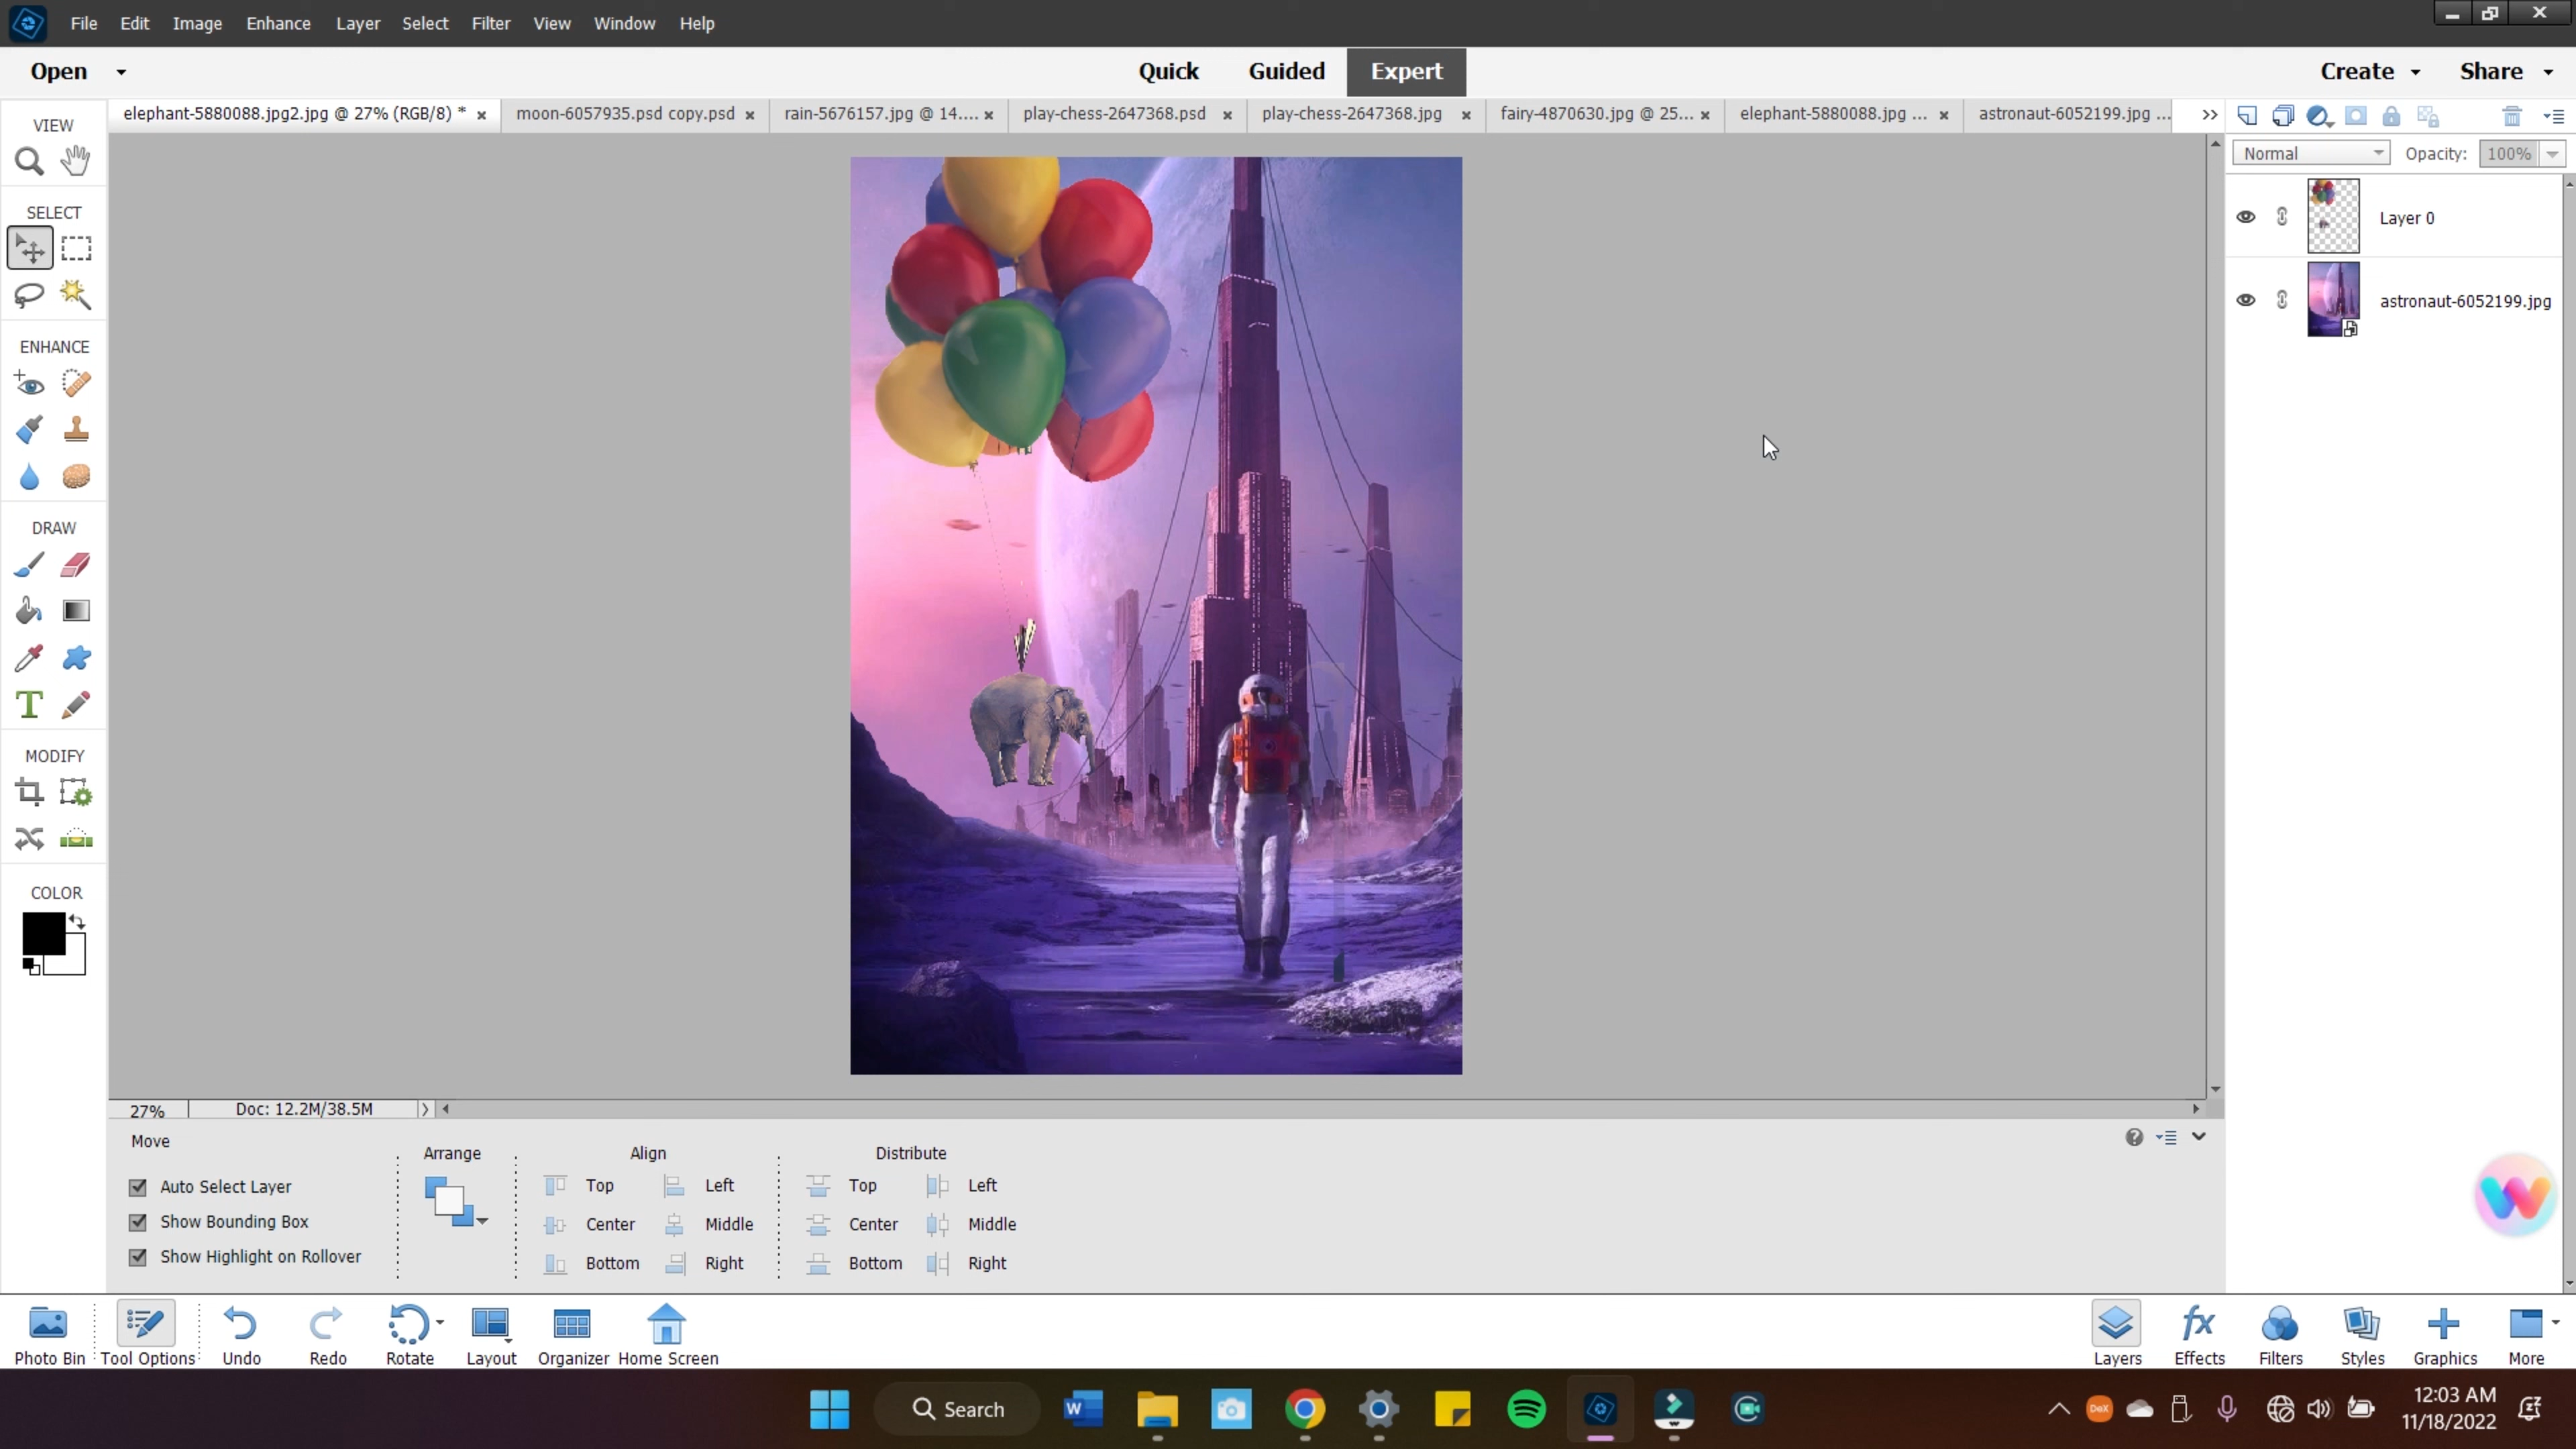 File Edit Image Enhance Layer Select Filter View Window Help
Open Quick Guided Expert Create Share
elephant-5880088.jpg2.jpg @ 27% (RGB/8) * moon-6057935.psd copy.psd rain-5676157.jpg @ 14.... play-chess-2647368.psd play-chess-2647368.jpg fairy-4870630.jpg @ 25... elephant-5880088.jpg ... astronaut-6052199.jpg ...
VIEW
Normal Opacity: 100%
SELECT
Layer 0
astronaut-6052199.jpg
ENHANCE
DRAW
MODIFY
COLOR
27% Doc: 12.2M/38.5M
Move
Arrange Align Distribute
Auto Select Layer Top Left Top Left
Show Bounding Box Center Middle Center Middle
Show Highlight on Rollover Bottom Right Bottom Right
Photo Bin Tool Options Undo Redo Rotate Layout Organizer Home Screen Layers Effects Filters Styles Graphics More
Search
DeX
12:03 AM
11/18/2022